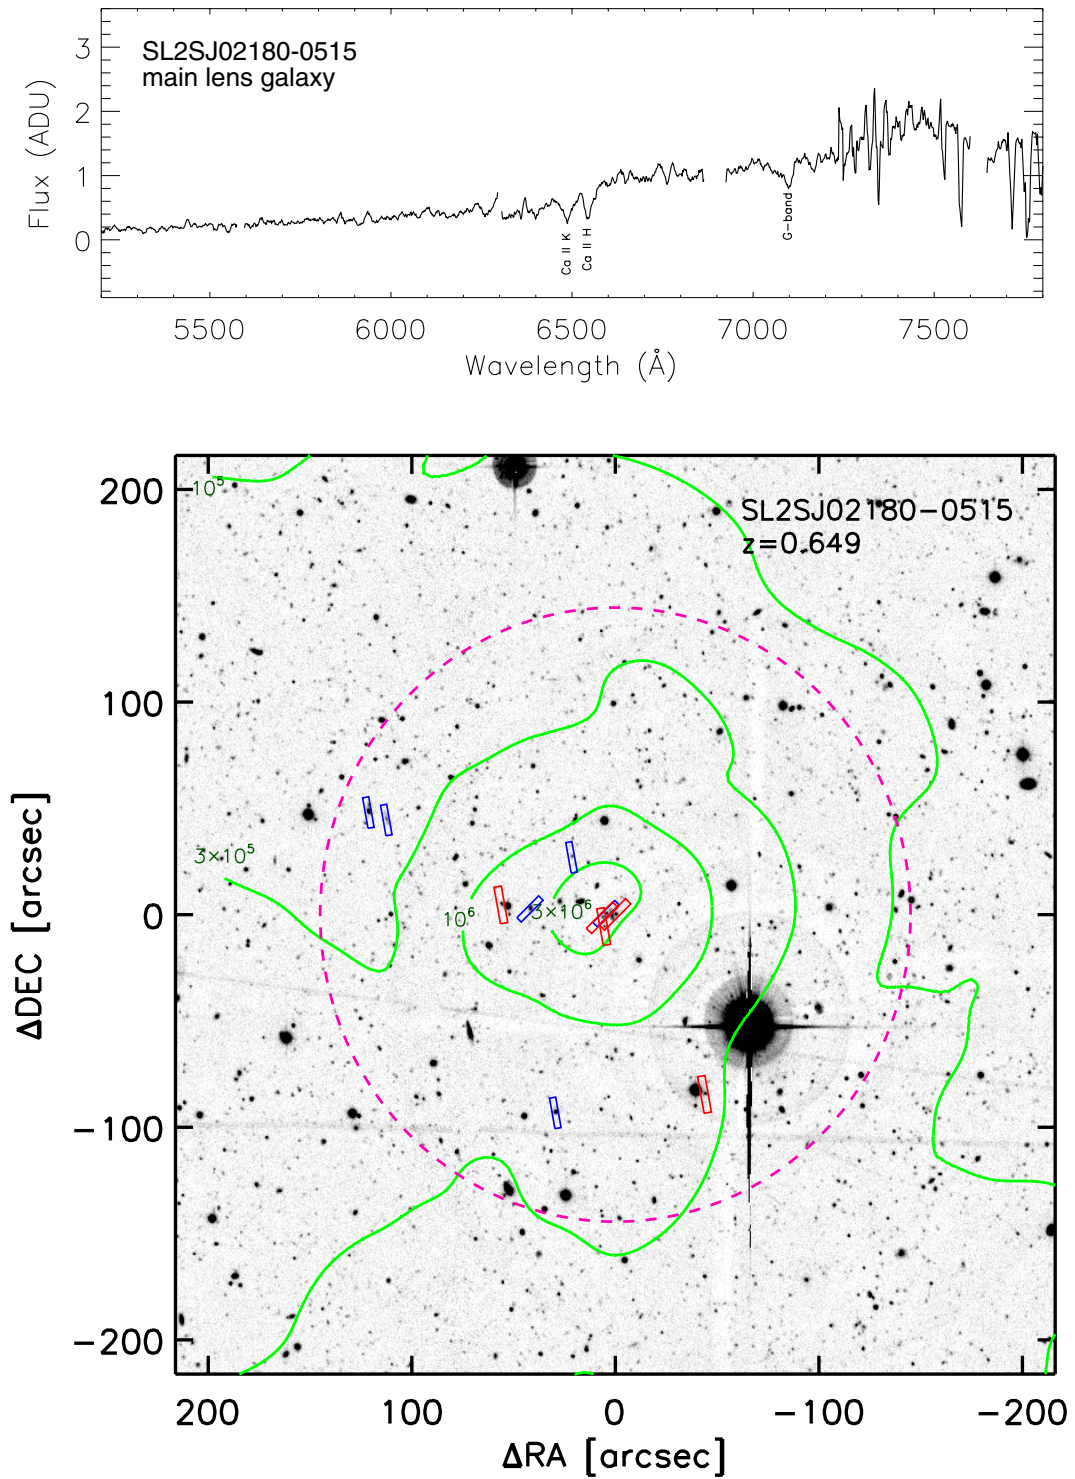 SL2SJ02180-0515
main lens galaxy
Flux (ADU)
3
2
1
0
Ca II K
Ca II H
G-band
5500 6000 6500 7000 7500
Wavelength (Å)
SL2SJ02180-0515
z=0.649
10⁵
3×10⁵
10⁶
3×10⁶
ΔDEC [arcsec]
200
100
0
-100
-200
200 100 0 -100 -200
ΔRA [arcsec]